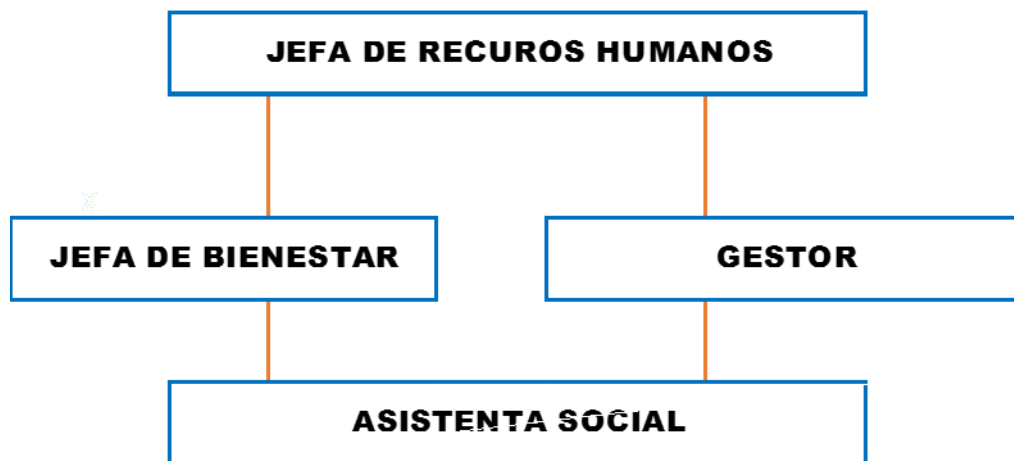 JEFA DE RECUROS HUMANOS
JEFA DE BIENESTAR
GESTOR
ASISTENTA SOCIAL